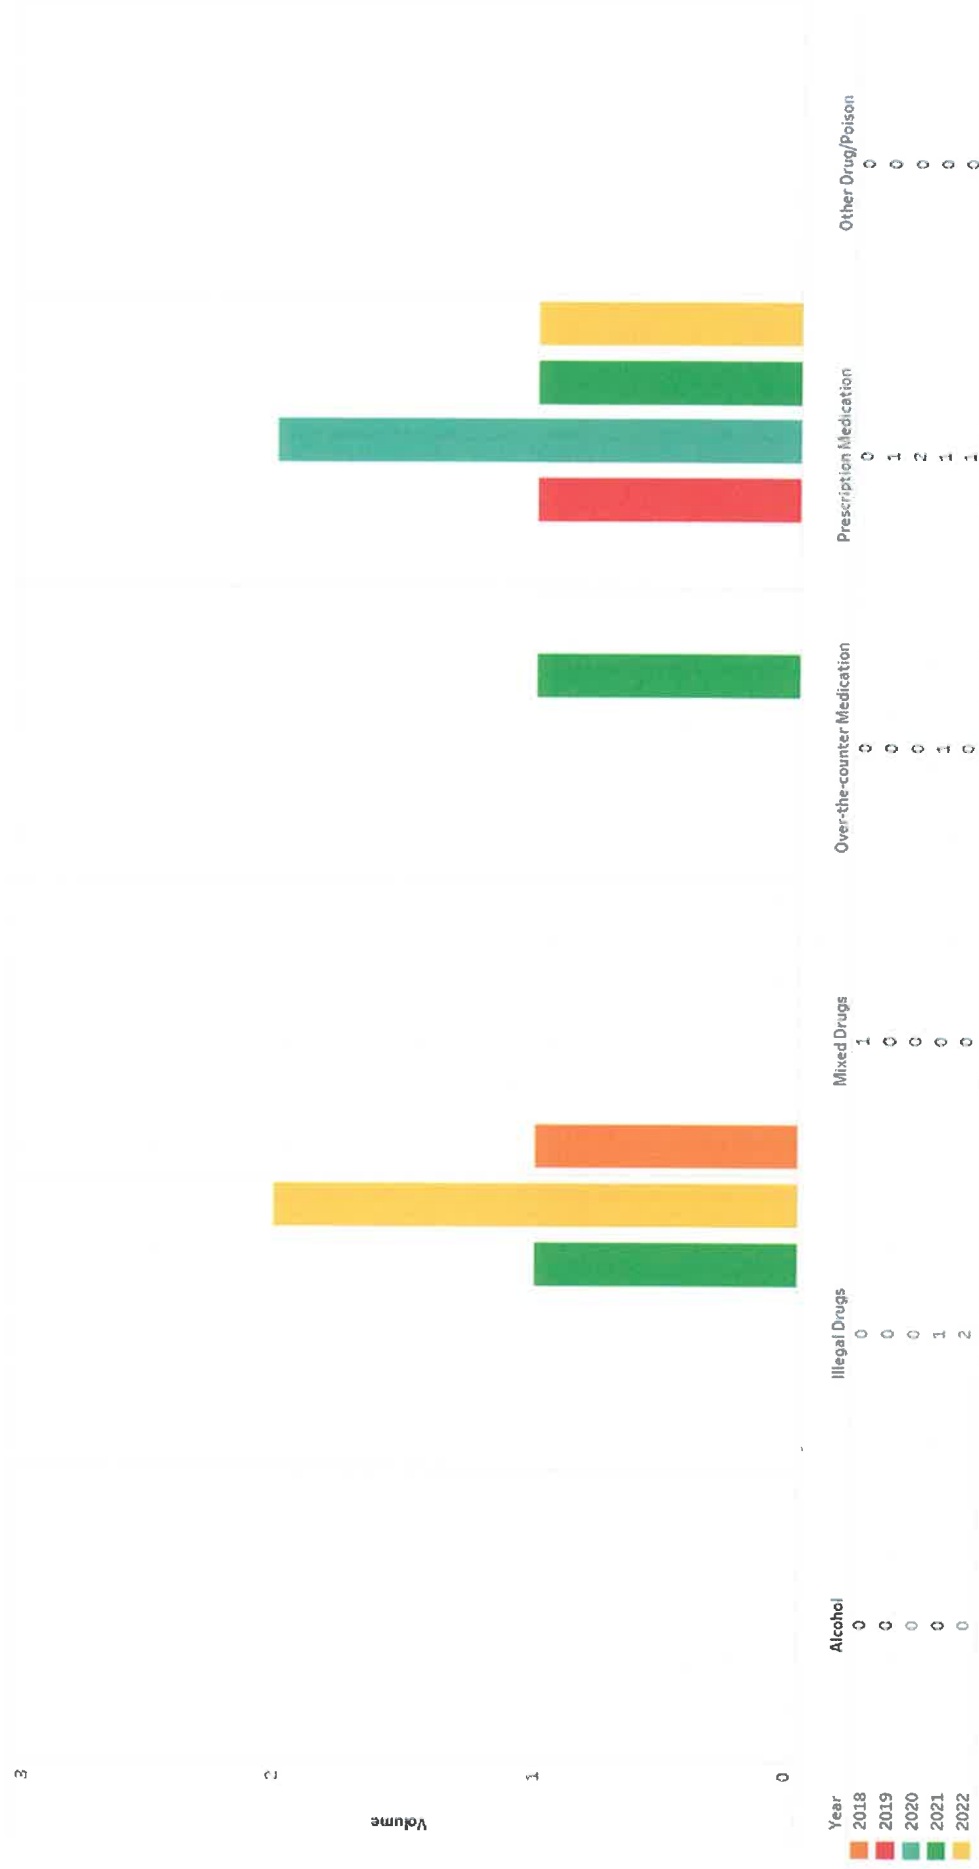 3
2
1
0
Volume
Year Alcohol Illegal Drugs Mixed Drugs Over-the-counter Medication Prescription Medication Other Drug/Poison
2018 0 0 1 0 0 0
2019 0 0 0 0 1 0
2020 0 0 0 0 2 0
2021 0 1 0 1 1 0
2022 0 2 0 0 1 0